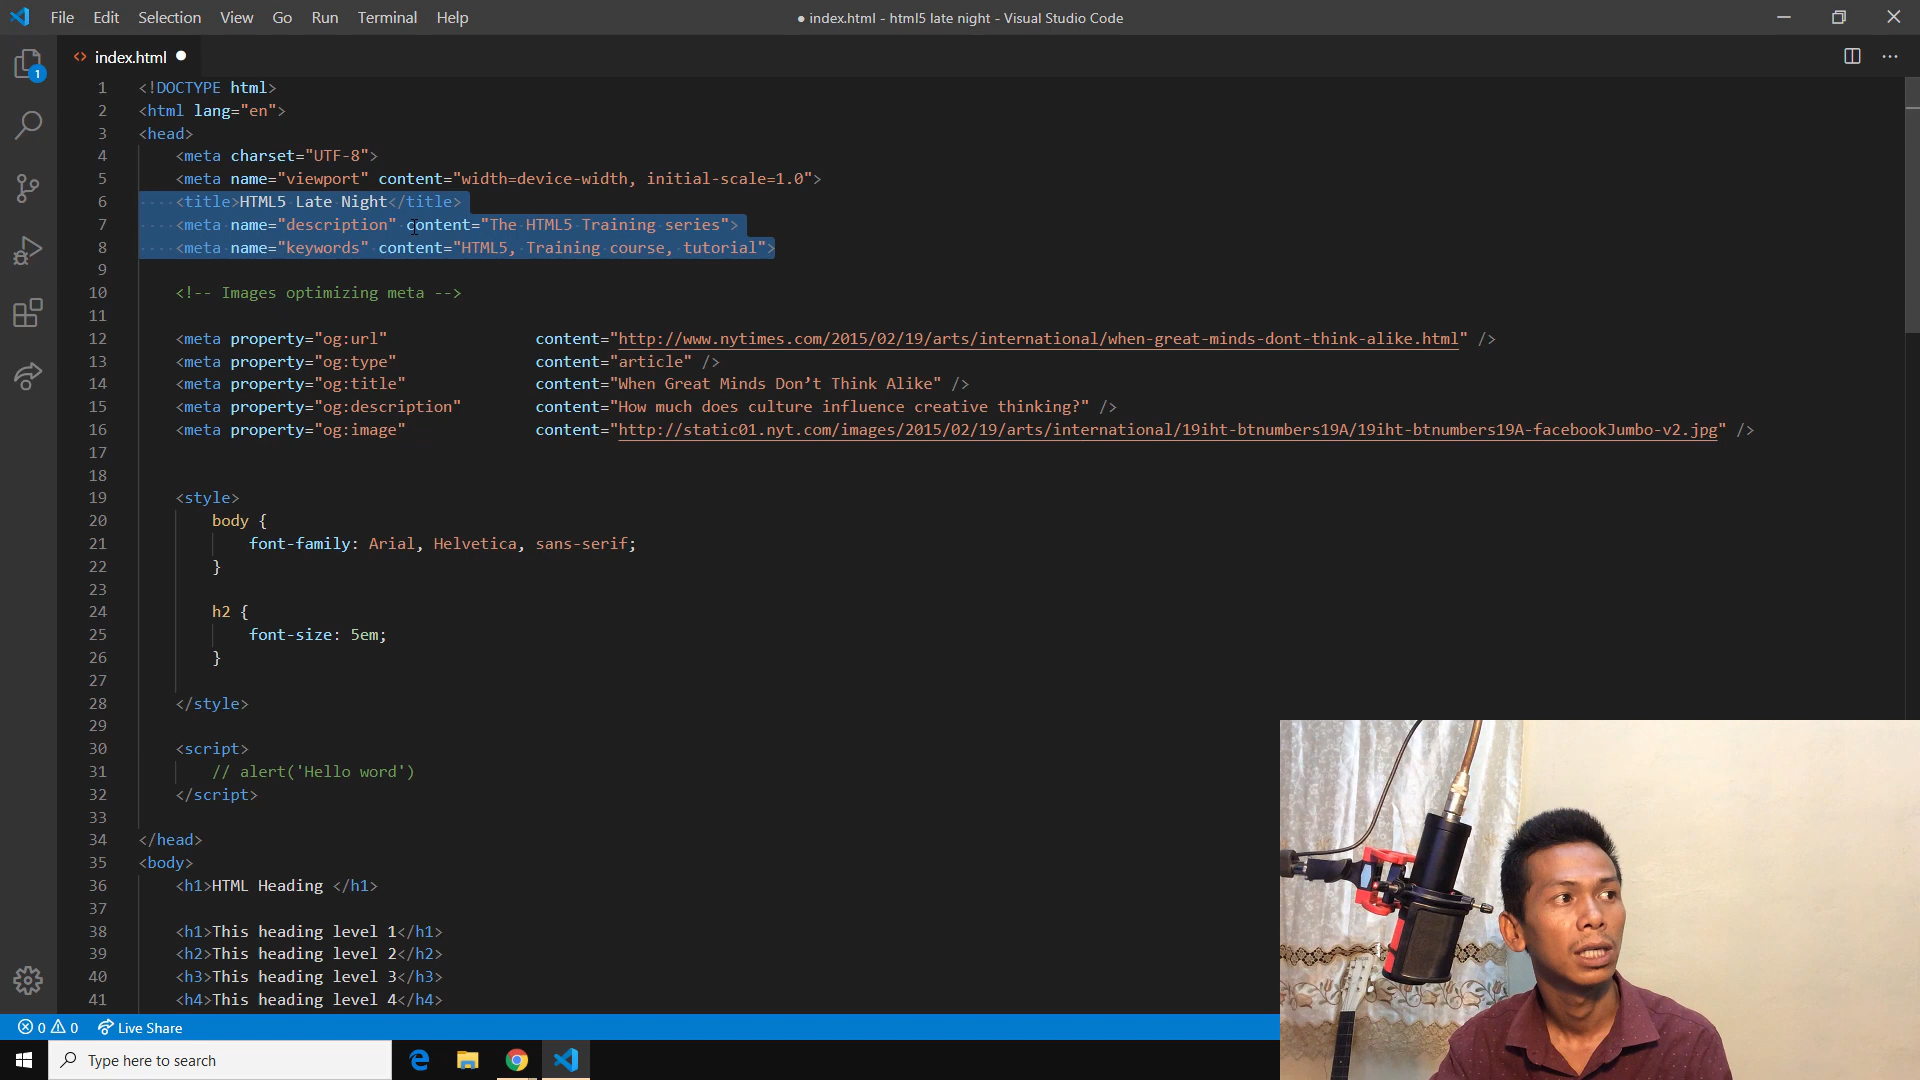 File Edit Selection View Go Run Terminal Help
● index.html - html5 late night - Visual Studio Code
index.html
1
1 <!DOCTYPE html>
2 <html lang="en">
3 <head>
4 <meta charset="UTF-8">
5 <meta name="viewport" content="width=device-width, initial-scale=1.0">
6 <title>HTML5 Late Night</title>
7 <meta name="description" content="The HTML5 Training series">
8 <meta name="keywords" content="HTML5, Training course, tutorial">
9
10 <!-- Images optimizing meta -->
11
12 <meta property="og:url" content="http://www.nytimes.com/2015/02/19/arts/international/when-great-minds-dont-think-alike.html" />
13 <meta property="og:type" content="article" />
14 <meta property="og:title" content="When Great Minds Don’t Think Alike" />
15 <meta property="og:description" content="How much does culture influence creative thinking?" />
16 <meta property="og:image" content="http://static01.nyt.com/images/2015/02/19/arts/international/19iht-btnumbers19A/19iht-btnumbers19A-facebookJumbo-v2.jpg" />
17
18
19 <style>
20 body {
21 font-family: Arial, Helvetica, sans-serif;
22 }
23
24 h2 {
25 font-size: 5em;
26 }
27
28 </style>
29
30 <script>
31 // alert('Hello word')
32 </script>
33
34 </head>
35 <body>
36 <h1>HTML Heading </h1>
37
38 <h1>This heading level 1</h1>
39 <h2>This heading level 2</h2>
40 <h3>This heading level 3</h3>
41 <h4>This heading level 4</h4>
0 0 Live Share
Type here to search